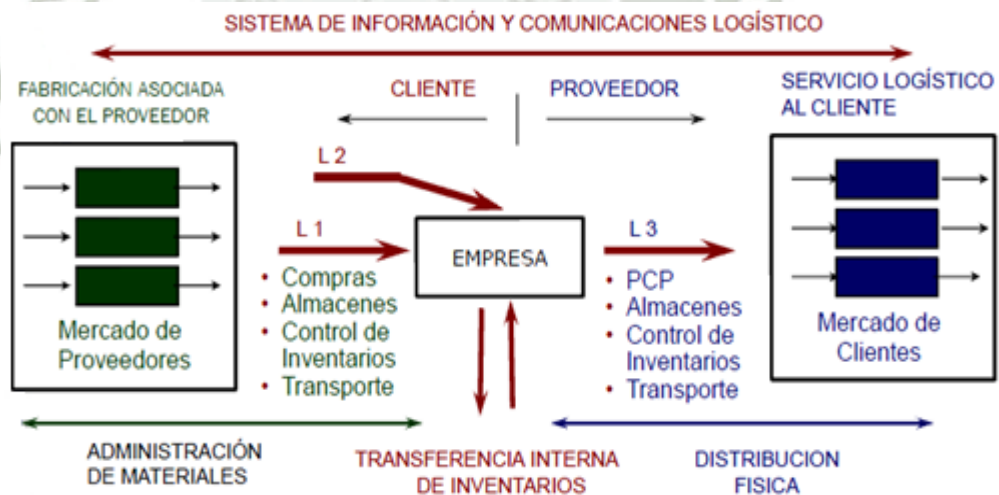 SISTEMA DE INFORMACIÓN Y COMUNICACIONES LOGÍSTICO
FABRICACIÓN ASOCIADA
CON EL PROVEEDOR
CLIENTE
PROVEEDOR
SERVICIO LOGÍSTICO
AL CLIENTE
L 2
L 1
EMPRESA
L 3
• Compras
• Almacenes
• Control de
Inventarios
• Transporte
• PCP
• Almacenes
• Control de
Inventarios
• Transporte
Mercado de
Proveedores
Mercado de
Clientes
ADMINISTRACIÓN
DE MATERIALES
TRANSFERENCIA INTERNA
DE INVENTARIOS
DISTRIBUCION
FISICA